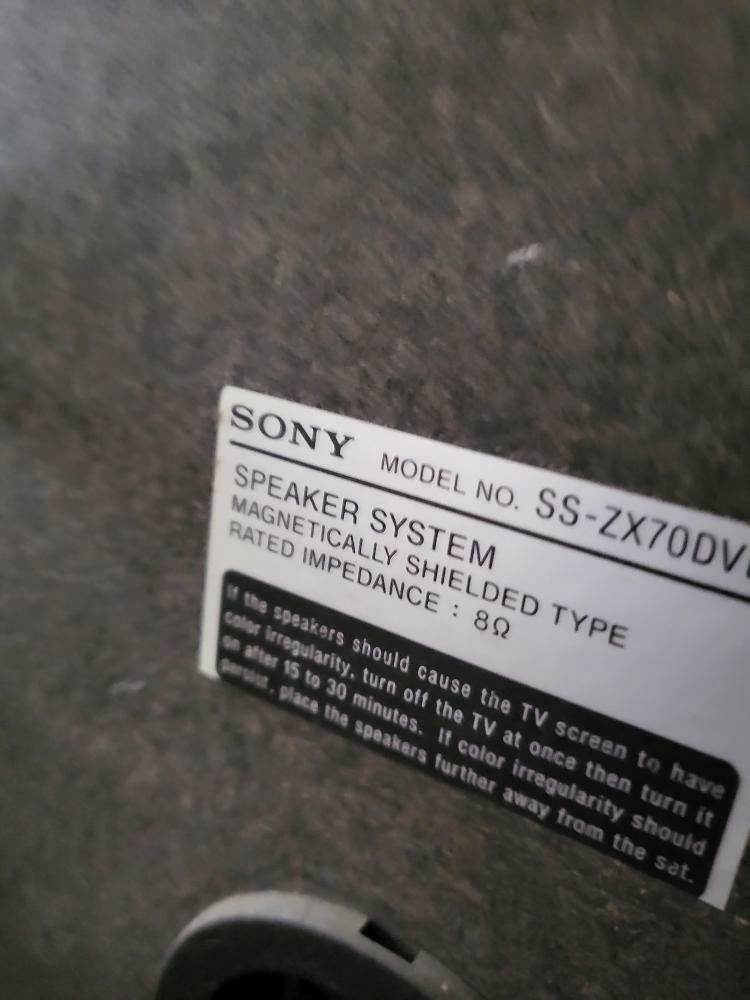 SONY MODEL NO. SS-ZX70DV
SPEAKER SYSTEM
MAGNETICALLY SHIELDED TYPE
RATED IMPEDANCE : 8Ω
If the speakers should cause the TV screen to have
color irregularity, turn off the TV at once then turn it
on after 15 to 30 minutes. If color irregularity should
persist, place the speakers further away from the set.